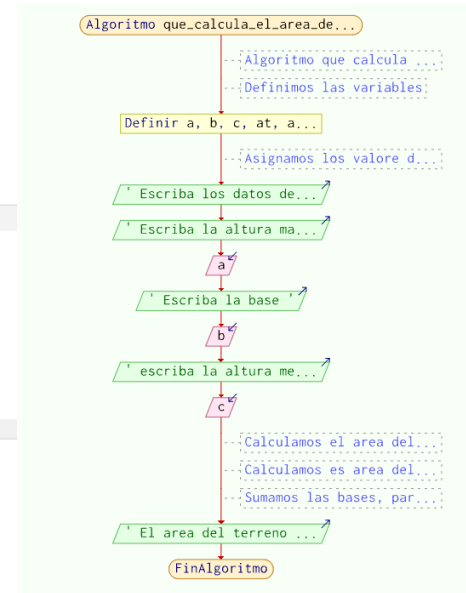 Algoritmo que_calcula_el_area_de...
Algoritmo que calcula ...
Definimos las variables
Definir a, b, c, at, a...
Asignamos los valore d...
' Escriba los datos de...
' Escriba la altura ma...
a
' Escriba la base '
b
' escriba la altura me...
c
Calculamos el area del...
Calculamos es area del...
Sumamos las bases, par...
' El area del terreno ...
FinAlgoritmo